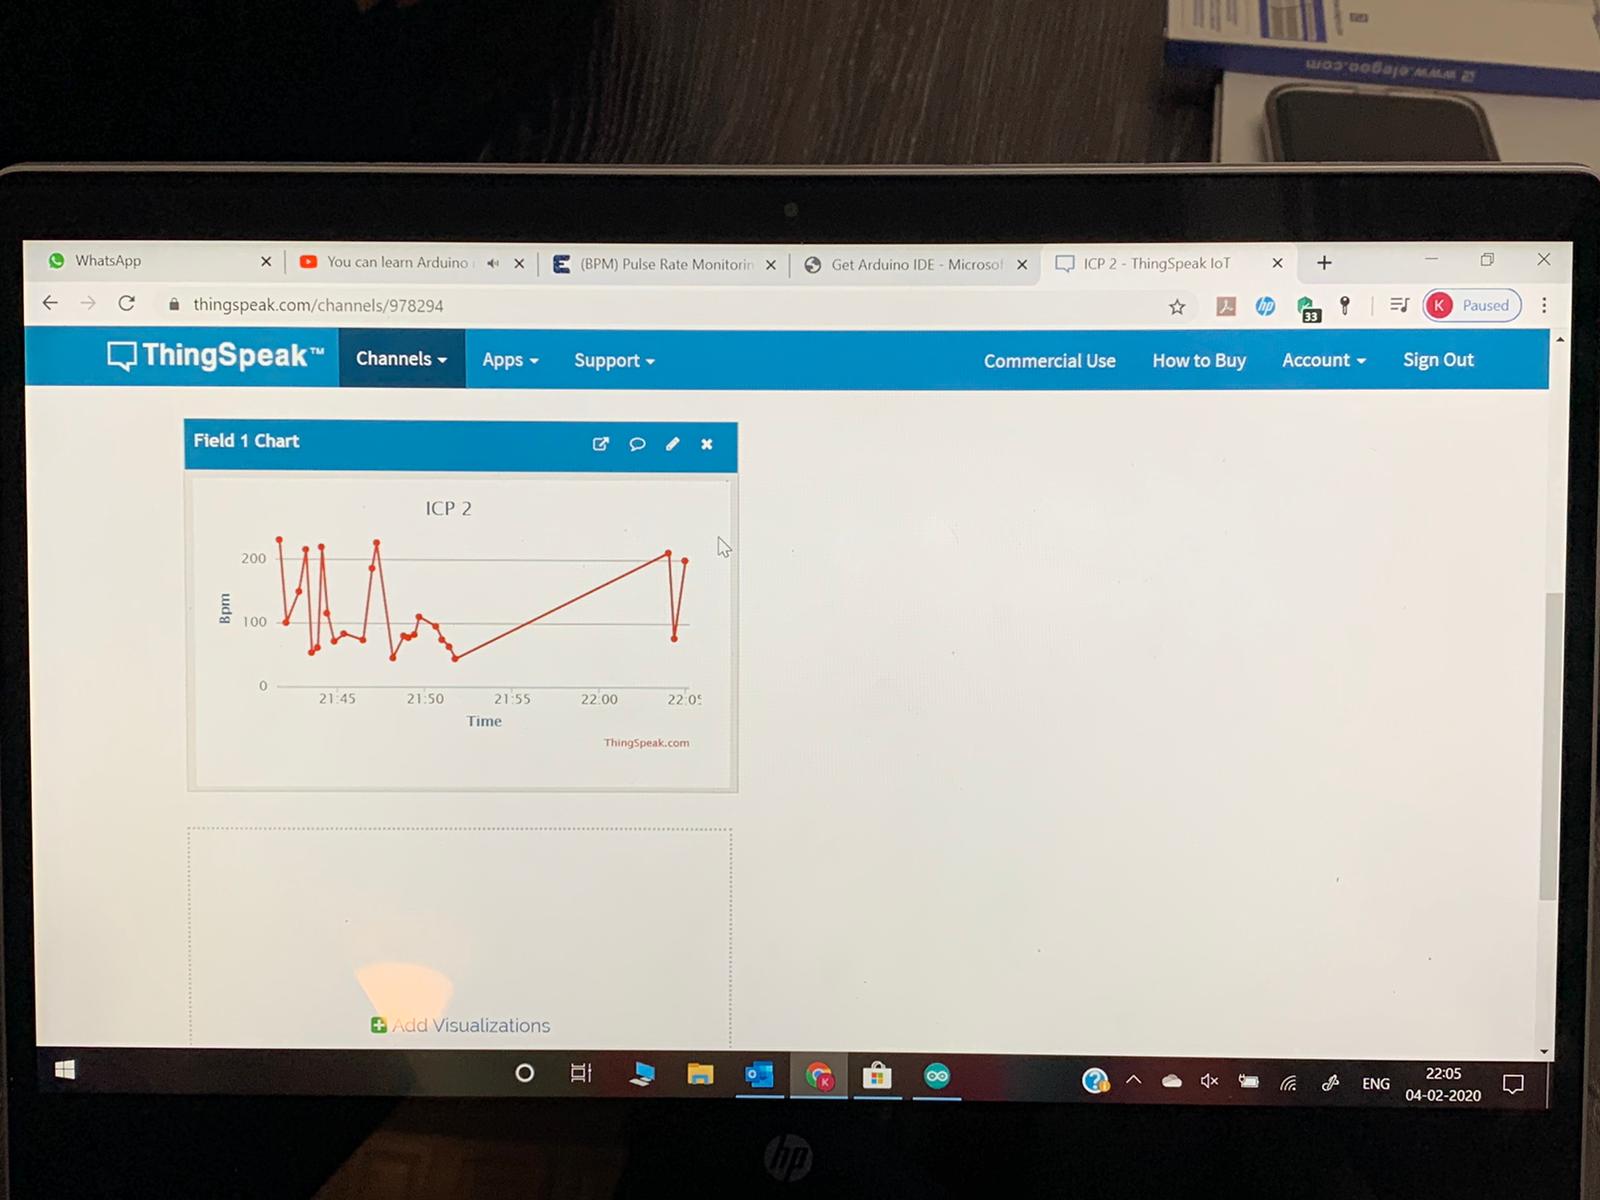 www.elegoo.com
WhatsApp
You can learn Arduino
(BPM) Pulse Rate Monitorin
Get Arduino IDE - Microsof
ICP 2 - ThingSpeak IoT
thingspeak.com/channels/978294
33
K
Paused
ThingSpeak™
Channels
Apps
Support
Commercial Use
How to Buy
Account
Sign Out
Field 1 Chart
ICP 2
200
100
0
Bpm
21:45
21:50
21:55
22:00
22:05
Time
ThingSpeak.com
Add Visualizations
ENG
22:05
04-02-2020
hp